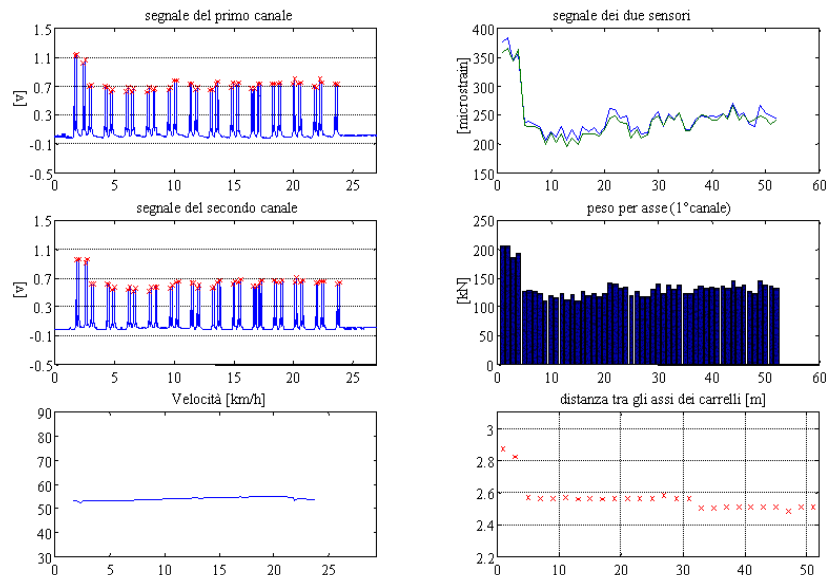 segnale del primo canale
1.5
1.1
0.7
0.3
-0.1
-0.5
[v]
0 5 10 15 20 25
segnale dei due sensori
400
350
300
250
200
150
[microstrain]
0 10 20 30 40 50 60
segnale del secondo canale
1.5
1.1
0.7
0.3
-0.1
-0.5
[v]
0 5 10 15 20 25
peso per asse (1°canale)
250
200
150
100
50
0
[kN]
0 10 20 30 40 50 60
Velocità [km/h]
90
80
70
60
50
40
30
0 5 10 15 20 25
distanza tra gli assi dei carrelli [m]
3
2.8
2.6
2.4
2.2
0 10 20 30 40 50